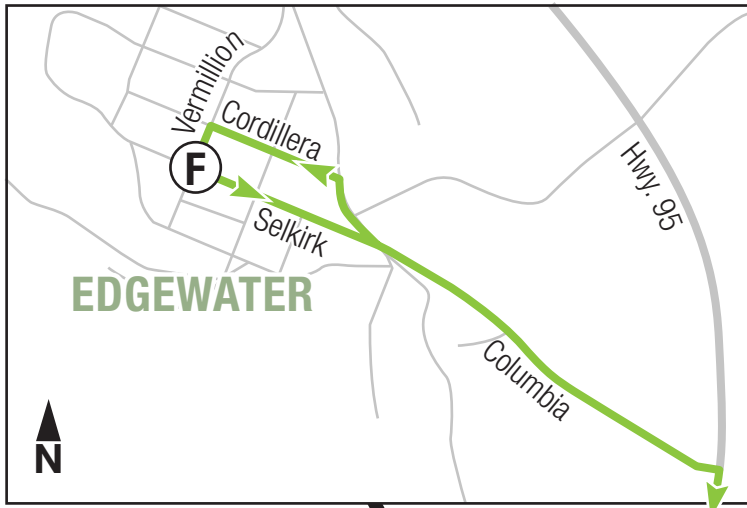 Vermillion
Cordillera
F
Hwy. 95
Selkirk
EDGEWATER
Columbia
N